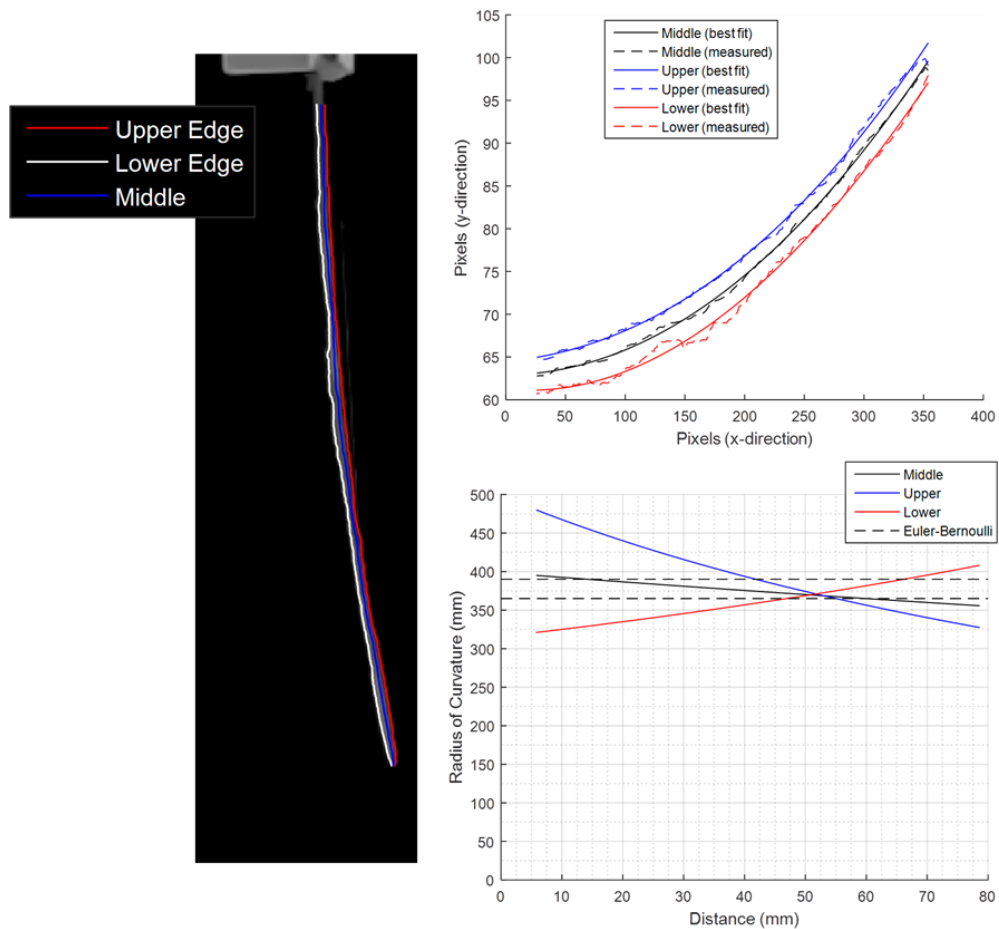 Upper Edge
Lower Edge
Middle
105
100
95
90
85
80
75
70
65
60
Pixels (y-direction)
Middle (best fit)
Middle (measured)
Upper (best fit)
Upper (measured)
Lower (best fit)
Lower (measured)
0 50 100 150 200 250 300 350 400
Pixels (x-direction)
500
450
400
350
300
250
200
150
100
50
0
Radius of Curvature (mm)
Middle
Upper
Lower
Euler-Bernoulli
0 10 20 30 40 50 60 70 80
Distance (mm)